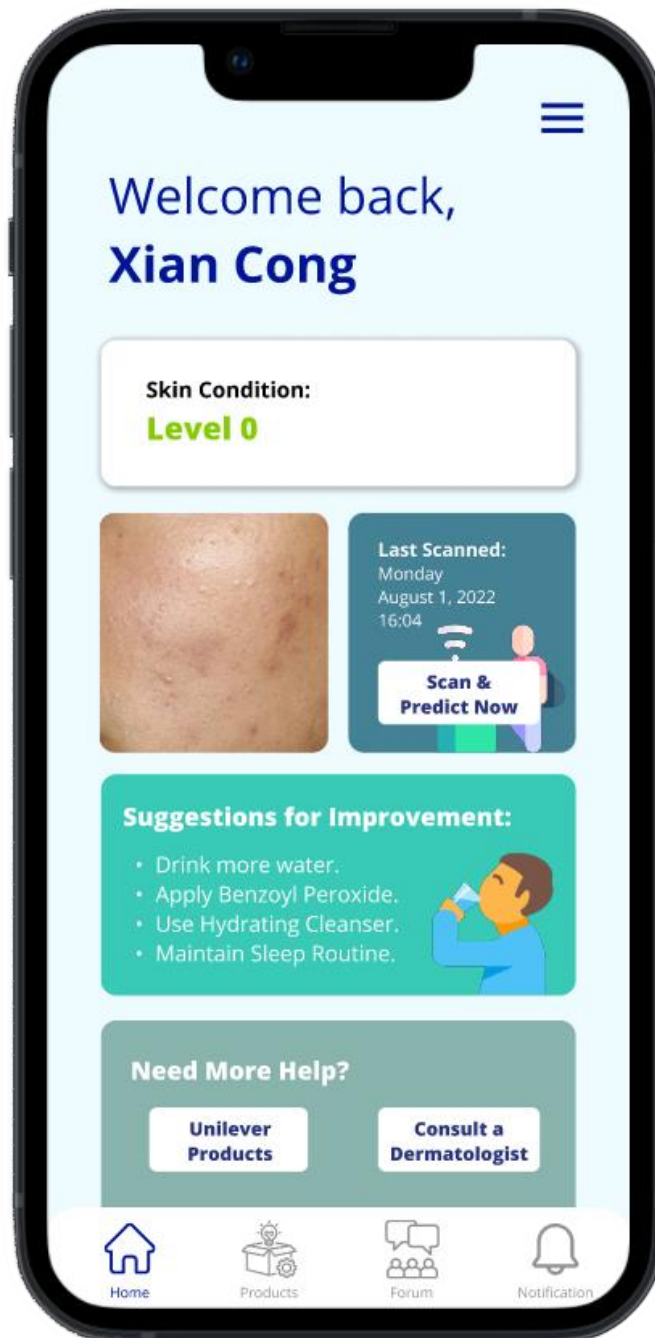 Welcome back,
Xian Cong
Skin Condition:
Level 0
Last Scanned:
Monday
August 1, 2022
16:04
Scan &
Predict Now
Suggestions for Improvement:
• Drink more water.
• Apply Benzoyl Peroxide.
• Use Hydrating Cleanser.
• Maintain Sleep Routine.
Need More Help?
Unilever
Products
Consult a
Dermatologist
Home
Products
Forum
Notification